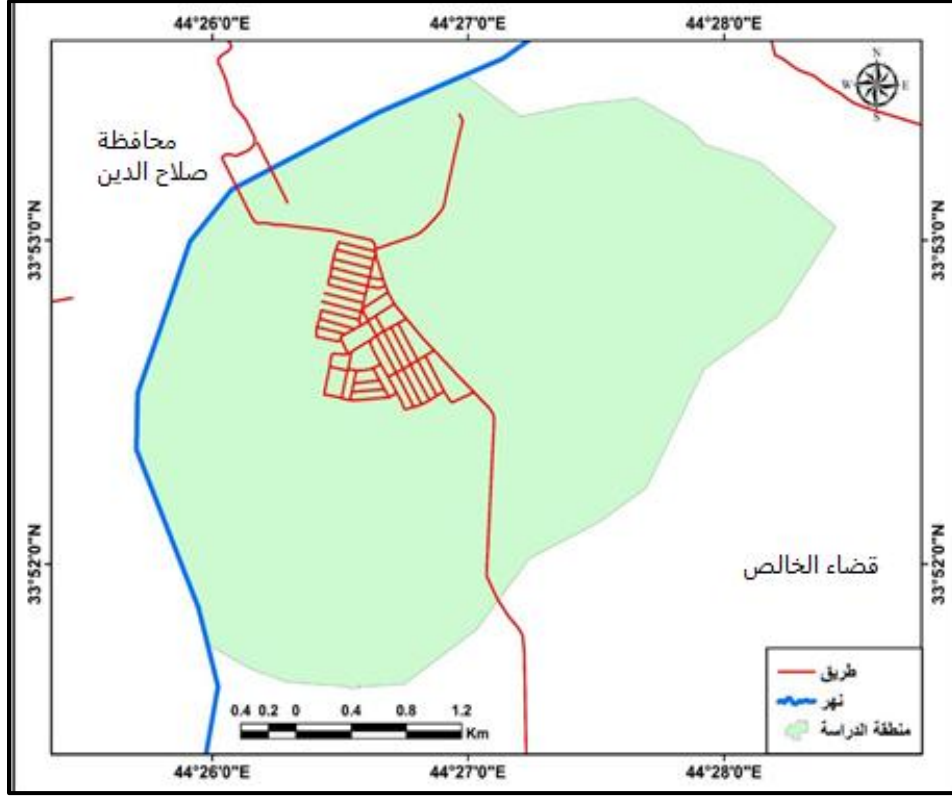 44°26'0"E 44°27'0"E 44°28'0"E
N
W E
S
محافظة
صلاح الدين
33°53'0"N 33°53'0"N
33°52'0"N 33°52'0"N
قضاء الخالص
طريق
نهر
منطقة الدراسة
0.4 0.2 0 0.4 0.8 1.2
Km
44°26'0"E 44°27'0"E 44°28'0"E